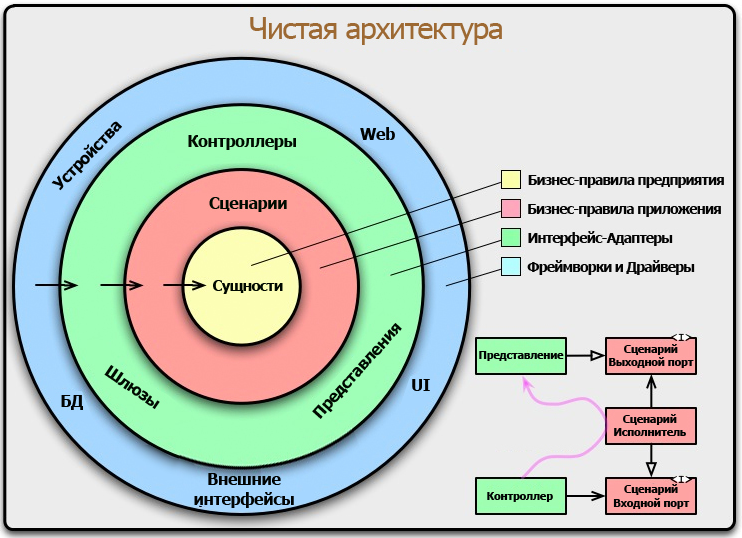 Чистая архитектура
Устройства
Web
Контроллеры
Сценарии
Сущности
Шлюзы
Представления
БД
UI
Внешние
интерфейсы
Бизнес-правила предприятия
Бизнес-правила приложения
Интерфейс-Адаптеры
Фреймворки и Драйверы
Представление
<I>
Сценарий
Выходной порт
Сценарий
Исполнитель
Контроллер
<I>
Сценарий
Входной порт